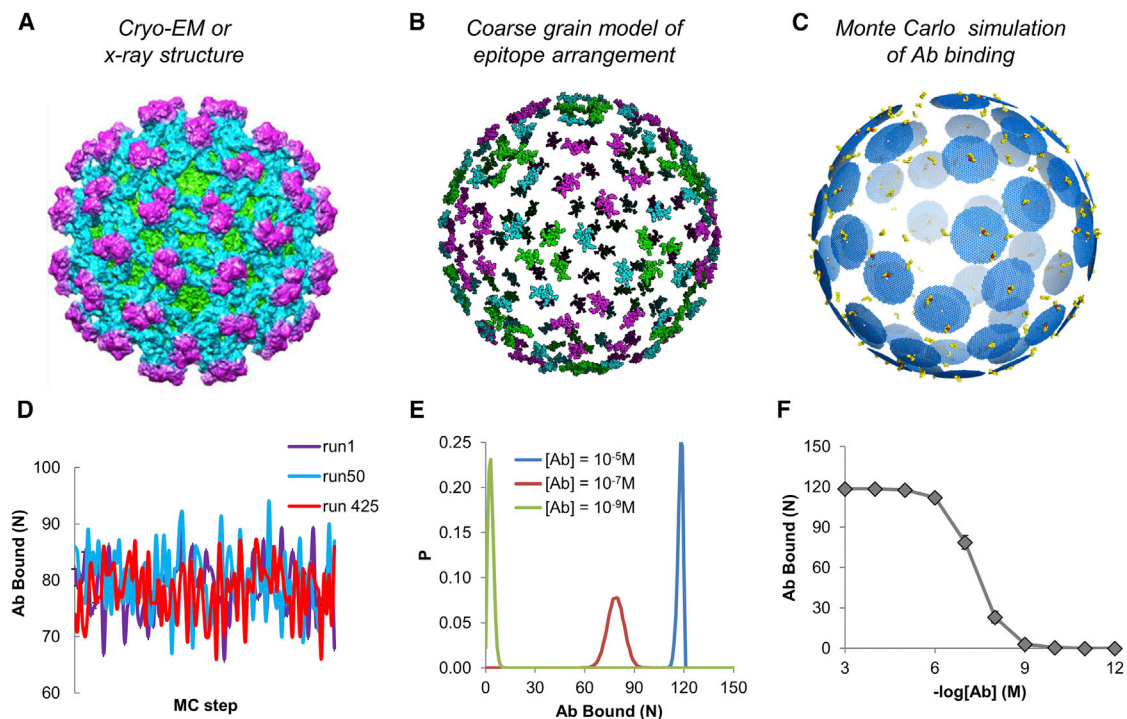 A
Cryo-EM or
x-ray structure
B
Coarse grain model of
epitope arrangement
C
Monte Carlo simulation
of Ab binding
D
run1
run50
run 425
100
90
80
70
60
Ab Bound (N)
MC step
E
[Ab] = 10⁻⁵M
[Ab] = 10⁻⁷M
[Ab] = 10⁻⁹M
0.25
0.20
0.15
0.10
0.05
0.00
P
0 30 60 90 120 150
Ab Bound (N)
F
150
120
90
60
30
0
Ab Bound (N)
3 6 9 12
-log[Ab] (M)